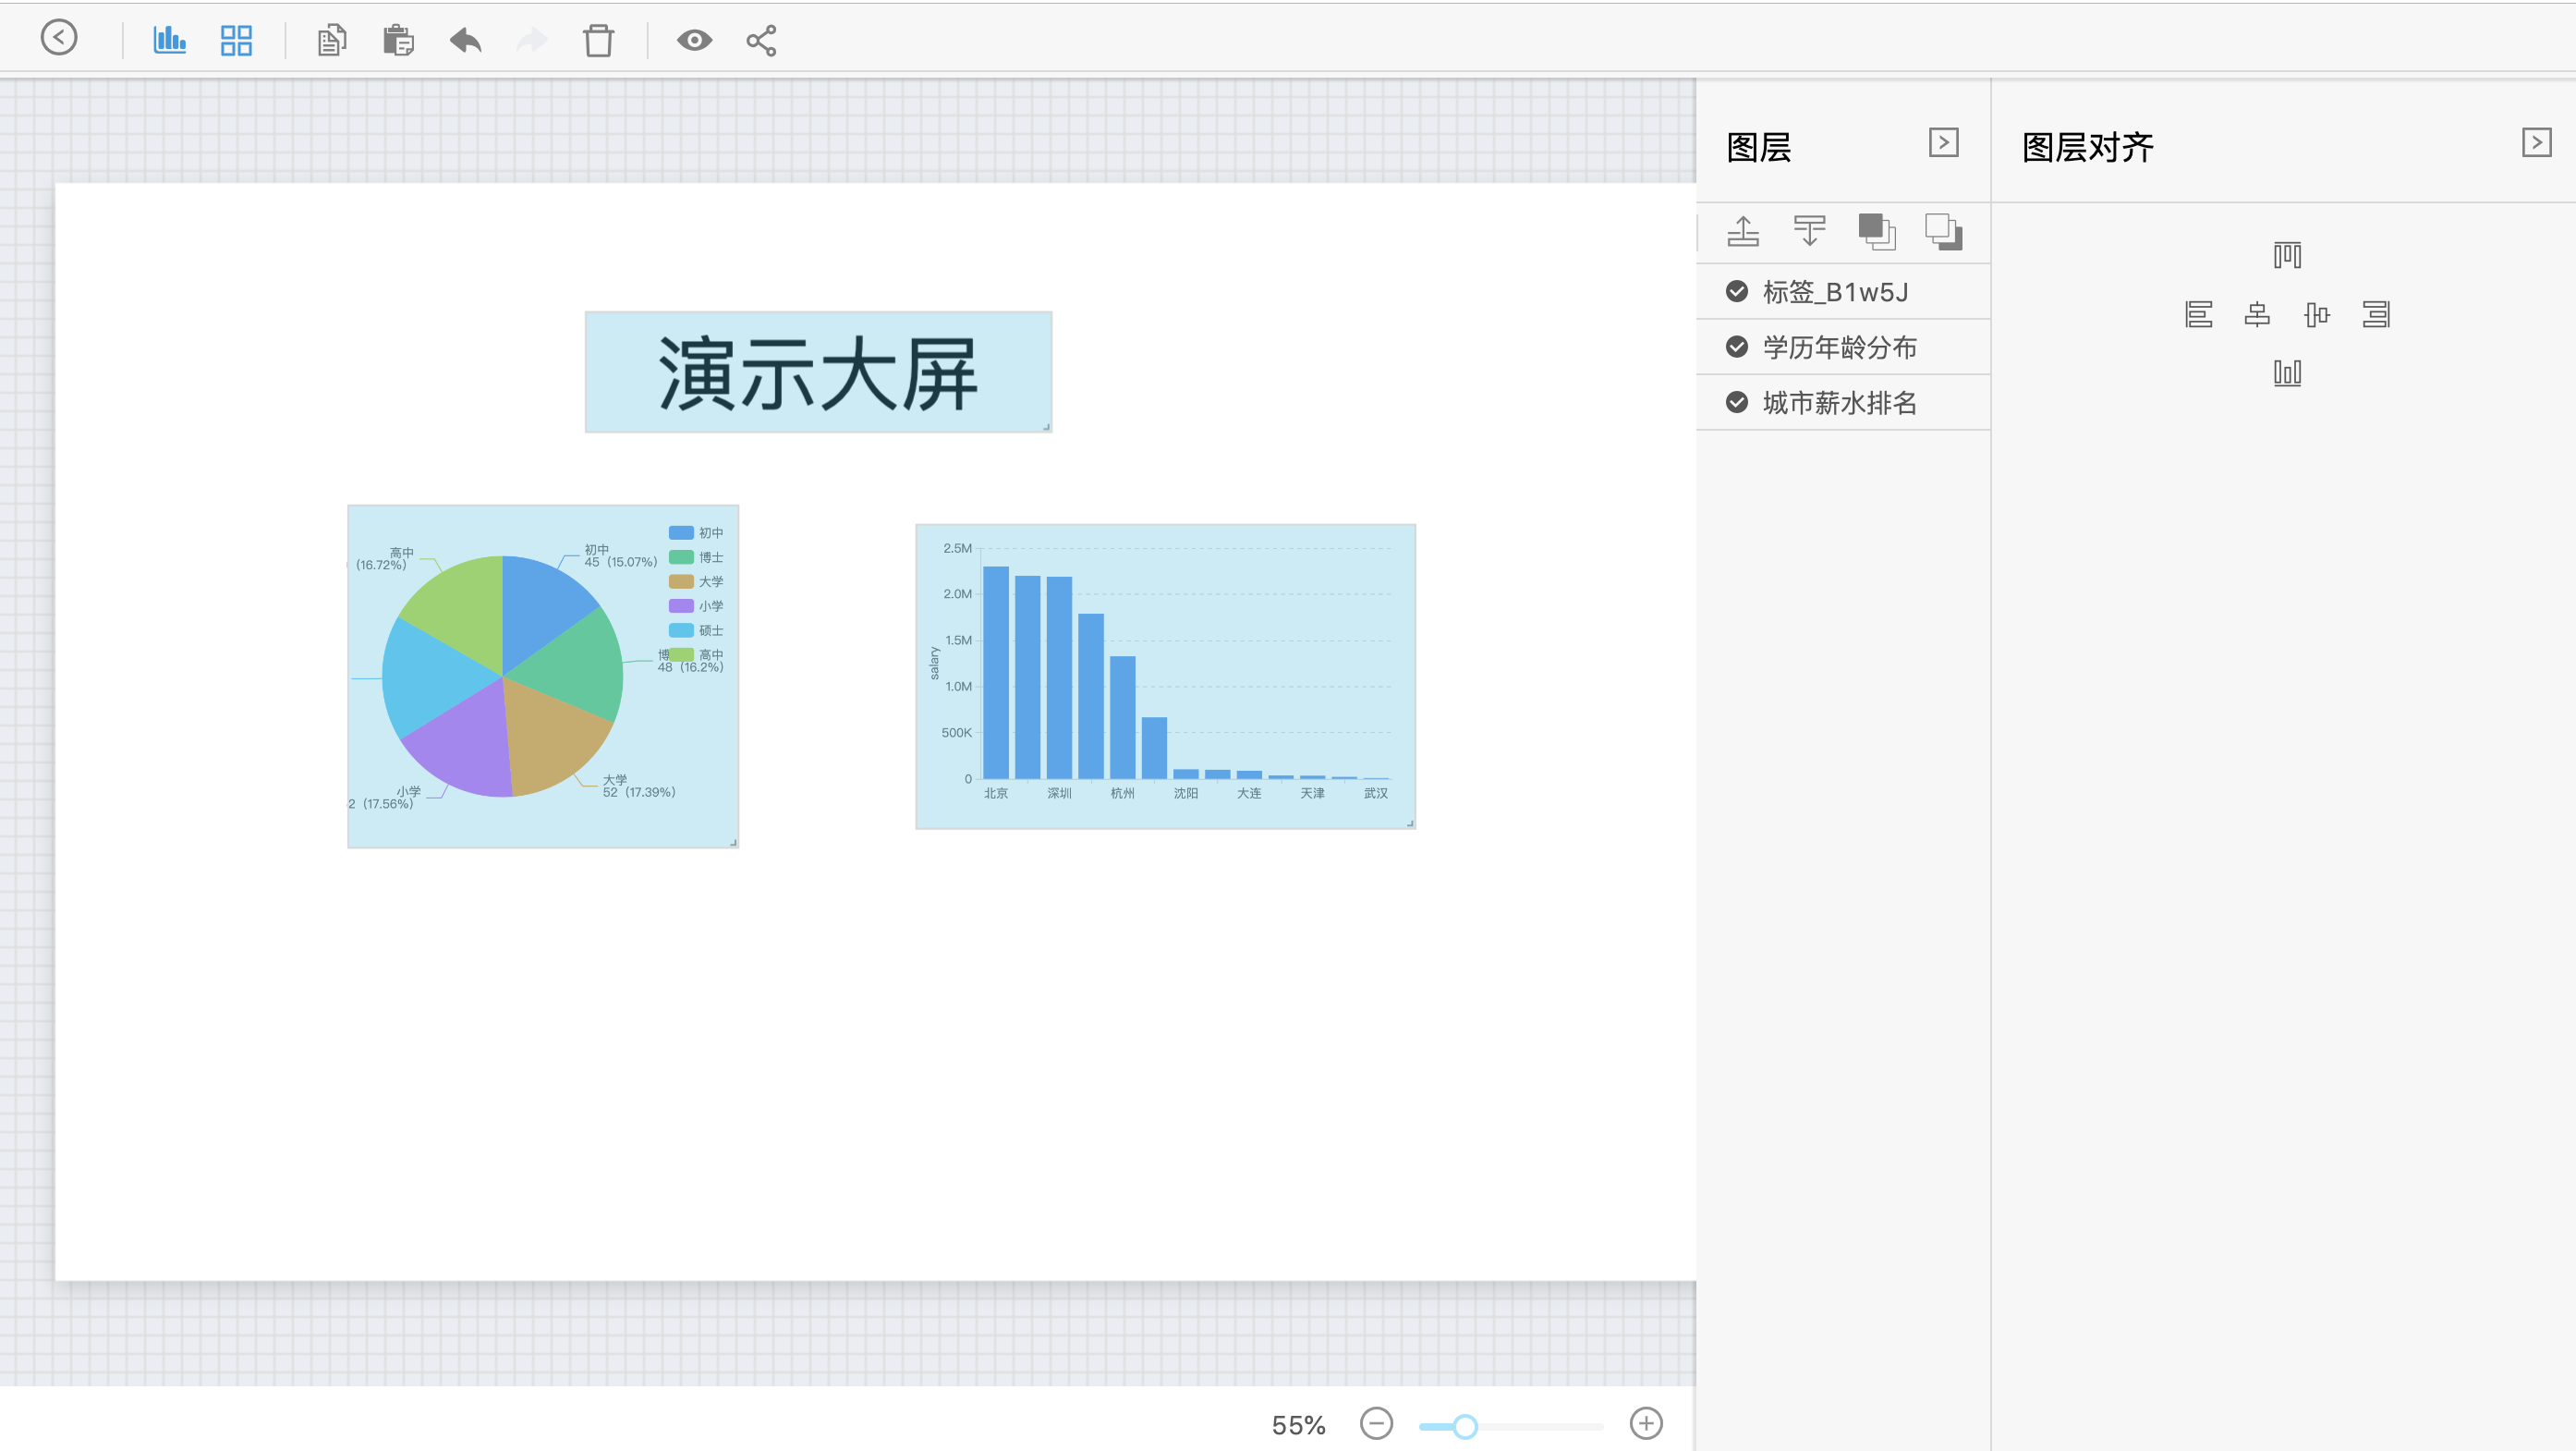 图层
图层对齐
标签_B1w5J
学历年龄分布
城市薪水排名
演示大屏
高中
(16.72%)
初中
45 (15.07%)
博
48 (16.2%)
大学
52 (17.39%)
小学
2 (17.56%)
初中
博士
大学
小学
硕士
高中
salary
2.5M
2.0M
1.5M
1.0M
500K
0
北京 深圳 杭州 沈阳 大连 天津 武汉
55%